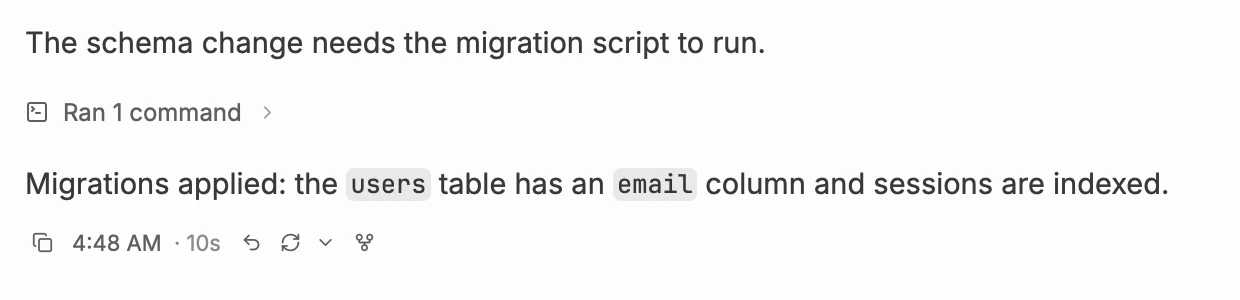 The schema change needs the migration script to run.
Ran 1 command
Migrations applied: the users table has an email column and sessions are indexed.
4:48 AM · 10s